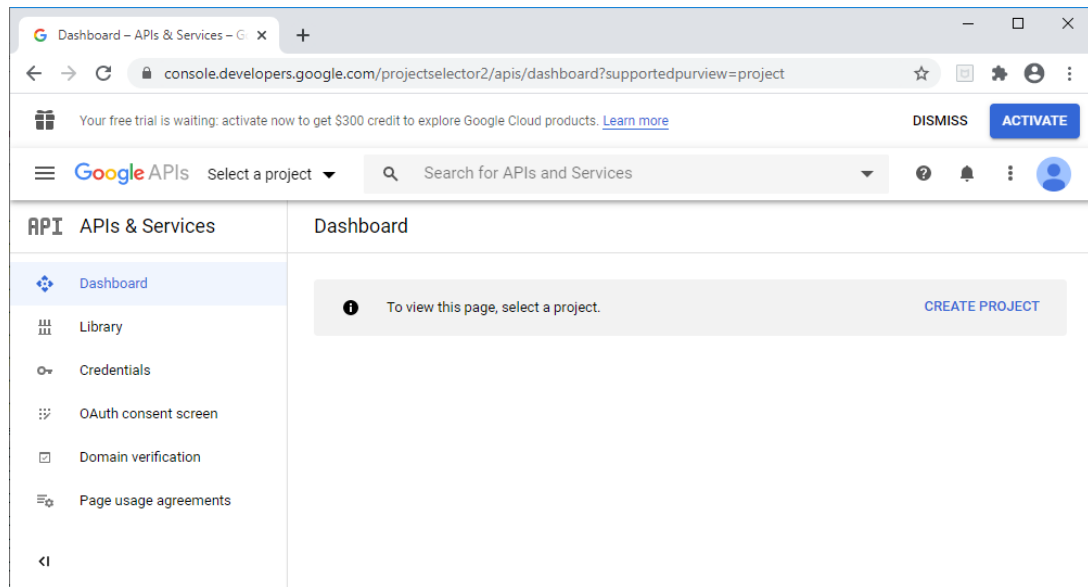 Dashboard – APIs & Services – G
console.developers.google.com/projectselector2/apis/dashboard?supportedpurview=project
Your free trial is waiting: activate now to get $300 credit to explore Google Cloud products. Learn more
DISMISS
ACTIVATE
Google APIs
Select a project
Search for APIs and Services
API APIs & Services
Dashboard
Dashboard
Library
Credentials
OAuth consent screen
Domain verification
Page usage agreements
To view this page, select a project.
CREATE PROJECT